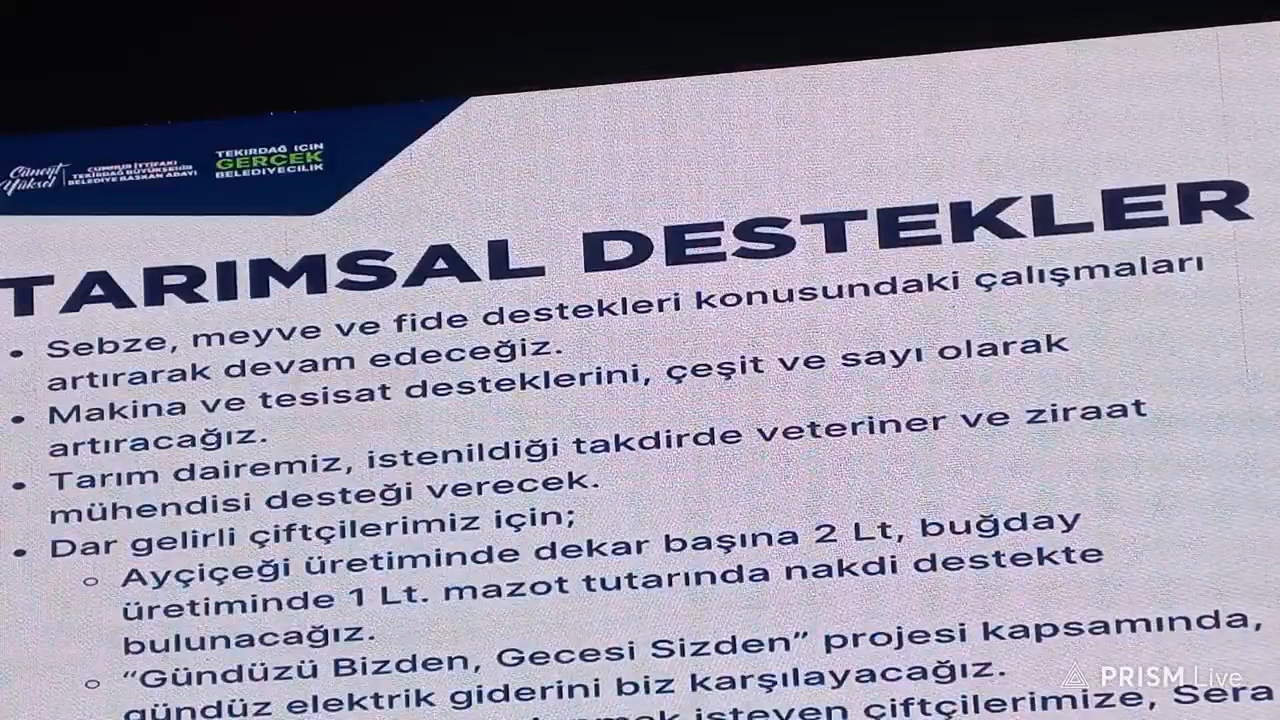 Cüneyt
Yüksel
CUMHUR İTTİFAKI
TEKİRDAĞ BÜYÜKŞEHİR
BELEDİYE BAŞKAN ADAYI
TEKİRDAĞ İÇİN
GERÇEK
BELEDİYECİLİK
TARIMSAL DESTEKLER
• Sebze, meyve ve fide destekleri konusundaki çalışmaları
artırarak devam edeceğiz.
• Makina ve tesisat desteklerini, çeşit ve sayı olarak
artıracağız.
• Tarım dairemiz, istenildiği takdirde veteriner ve ziraat
mühendisi desteği verecek.
• Dar gelirli çiftçilerimiz için;
○ Ayçiçeği üretiminde dekar başına 2 Lt, buğday
üretiminde 1 Lt. mazot tutarında nakdi destekte
bulunacağız.
○ "Gündüzü Bizden, Gecesi Sizden" projesi kapsamında,
gündüz elektrik giderini biz karşılayacağız.
isteyen çiftçilerimize, Sera
PRISM Live